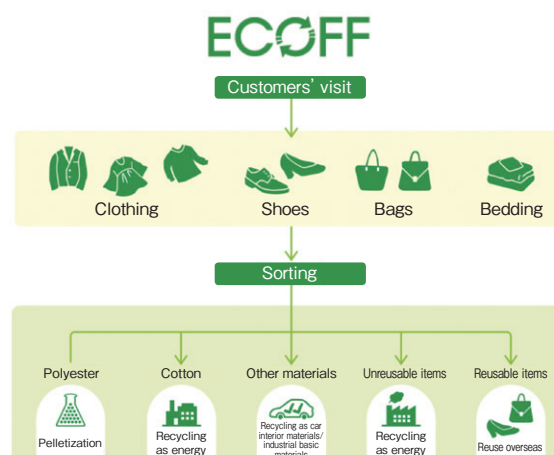 ECOFF
Customers' visit
Clothing
Shoes
Bags
Bedding
Sorting
Polyester
Cotton
Other materials
Unreusable items
Reusable items
Pelletization
Recycling
as energy
Recycling as car
interior materials/
industrial basic
materials
Recycling
as energy
Reuse overseas